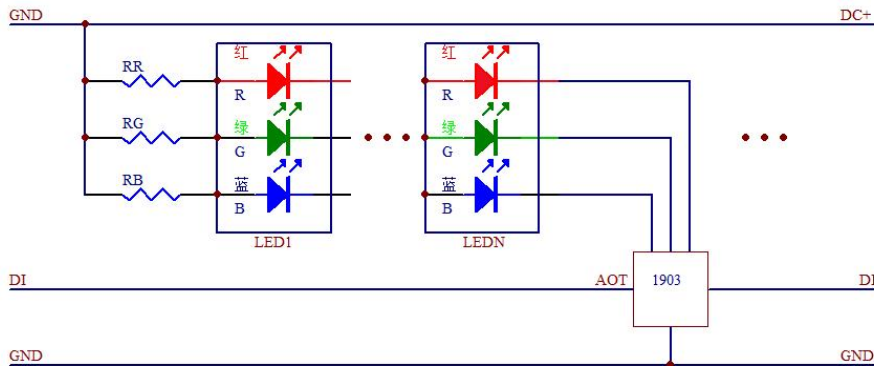 GND DC+
红 红
RR
R R
绿 绿
RG
G G
蓝 蓝
RB
B B
LED1 LEDN
DI AOT 1903 DI
GND GND